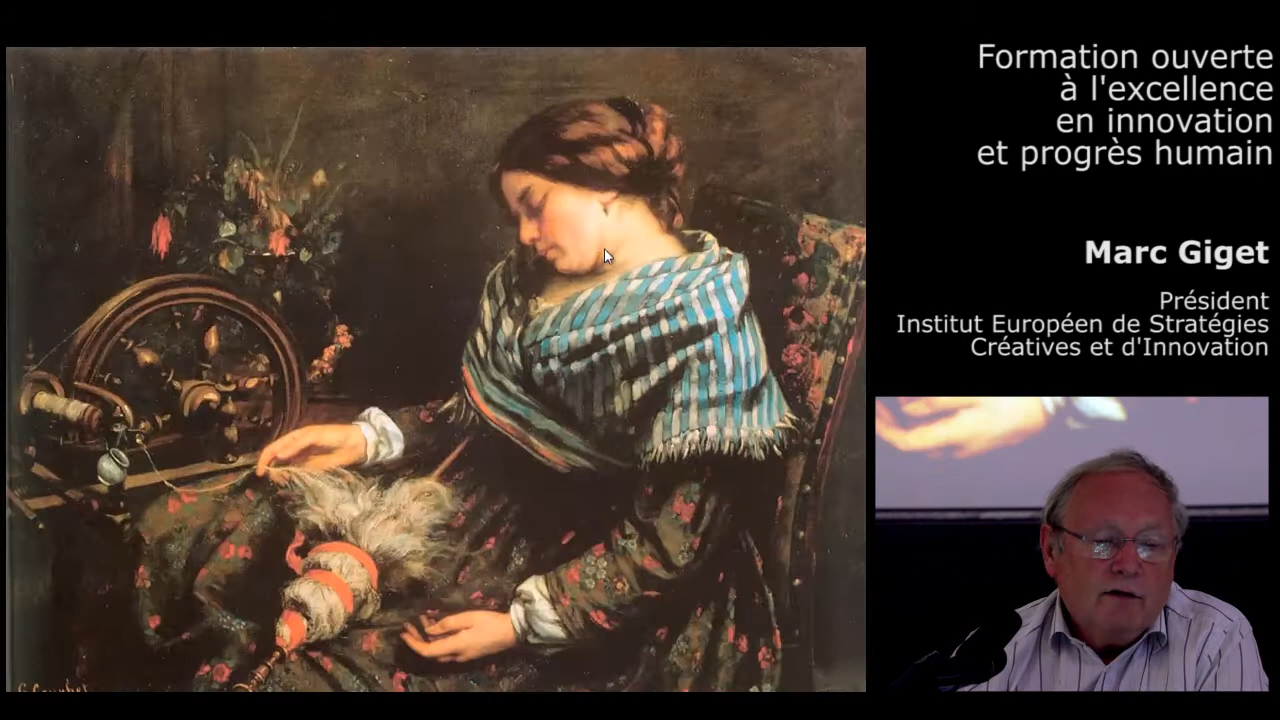 Formation ouverte
à l'excellence
en innovation
et progrès humain
Marc Giget
Président
Institut Européen de Stratégies
Créatives et d'Innovation